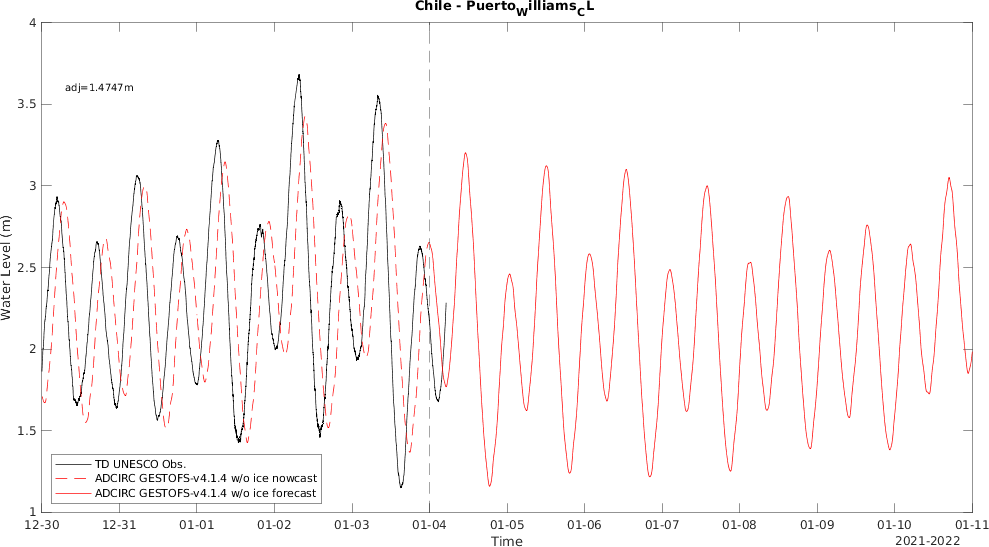 Chile - PuertoWilliamsCL
adj=1.4747m
4
3.5
3
2.5
2
1.5
1
Water Level (m)
TD UNESCO Obs.
ADCIRC GESTOFS-v4.1.4 w/o ice nowcast
ADCIRC GESTOFS-v4.1.4 w/o ice forecast
12-30 12-31 01-01 01-02 01-03 01-04 01-05 01-06 01-07 01-08 01-09 01-10 01-11
Time
2021-2022